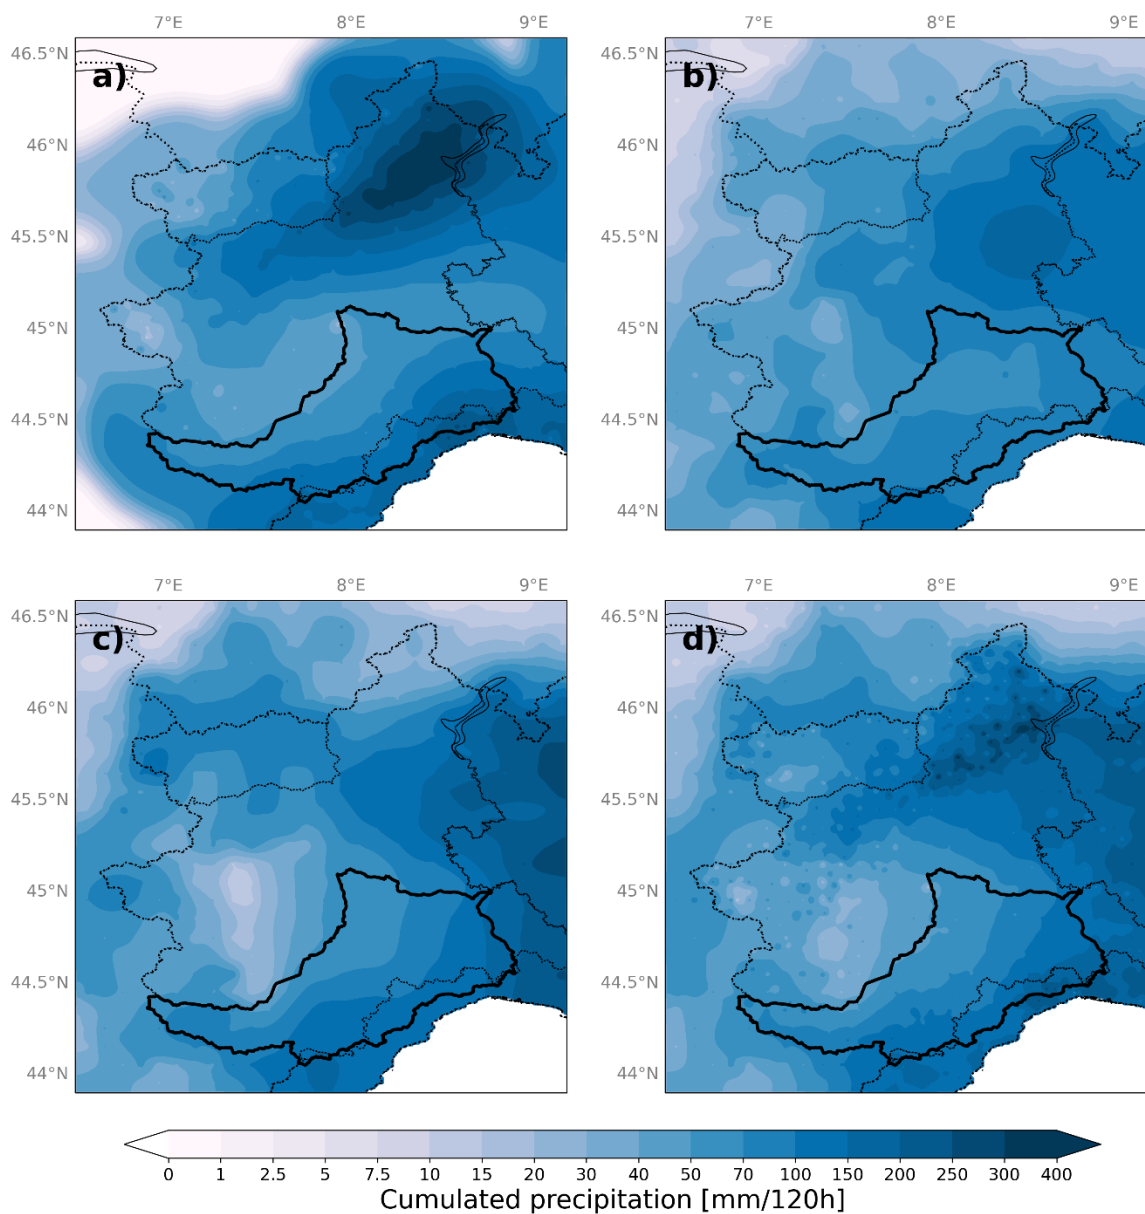 7°E 8°E 9°E 7°E 8°E 9°E
46.5°N a) 46.5°N b)
46°N 46°N
45.5°N 45.5°N
45°N 45°N
44.5°N 44.5°N
44°N 44°N
7°E 8°E 9°E 7°E 8°E 9°E
46.5°N c) 46.5°N d)
46°N 46°N
45.5°N 45.5°N
45°N 45°N
44.5°N 44.5°N
44°N 44°N
0 1 2.5 5 7.5 10 15 20 30 40 50 70 100 150 200 250 300 400
Cumulated precipitation [mm/120h]